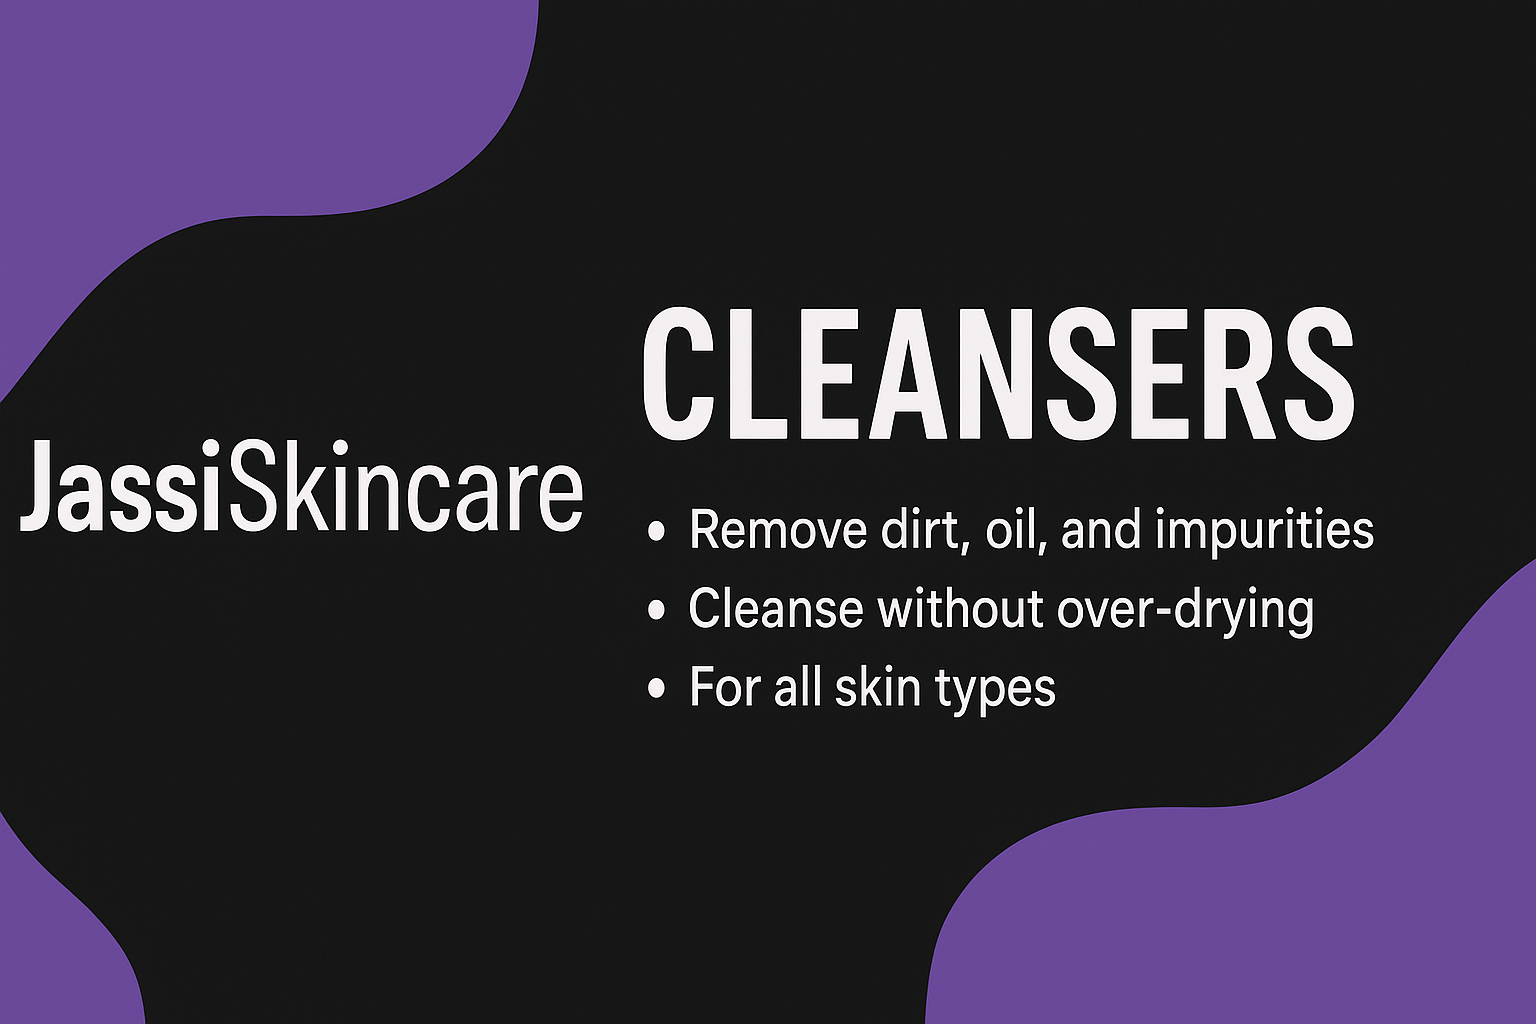 JassiSkincare
CLEANSERS
• Remove dirt, oil, and impurities
• Cleanse without over-drying
• For all skin types